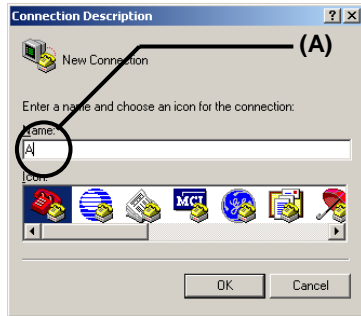 Connection Description
(A)
New Connection
Enter a name and choose an icon for the connection:
Name:
A
Icon:
MCI
OK
Cancel